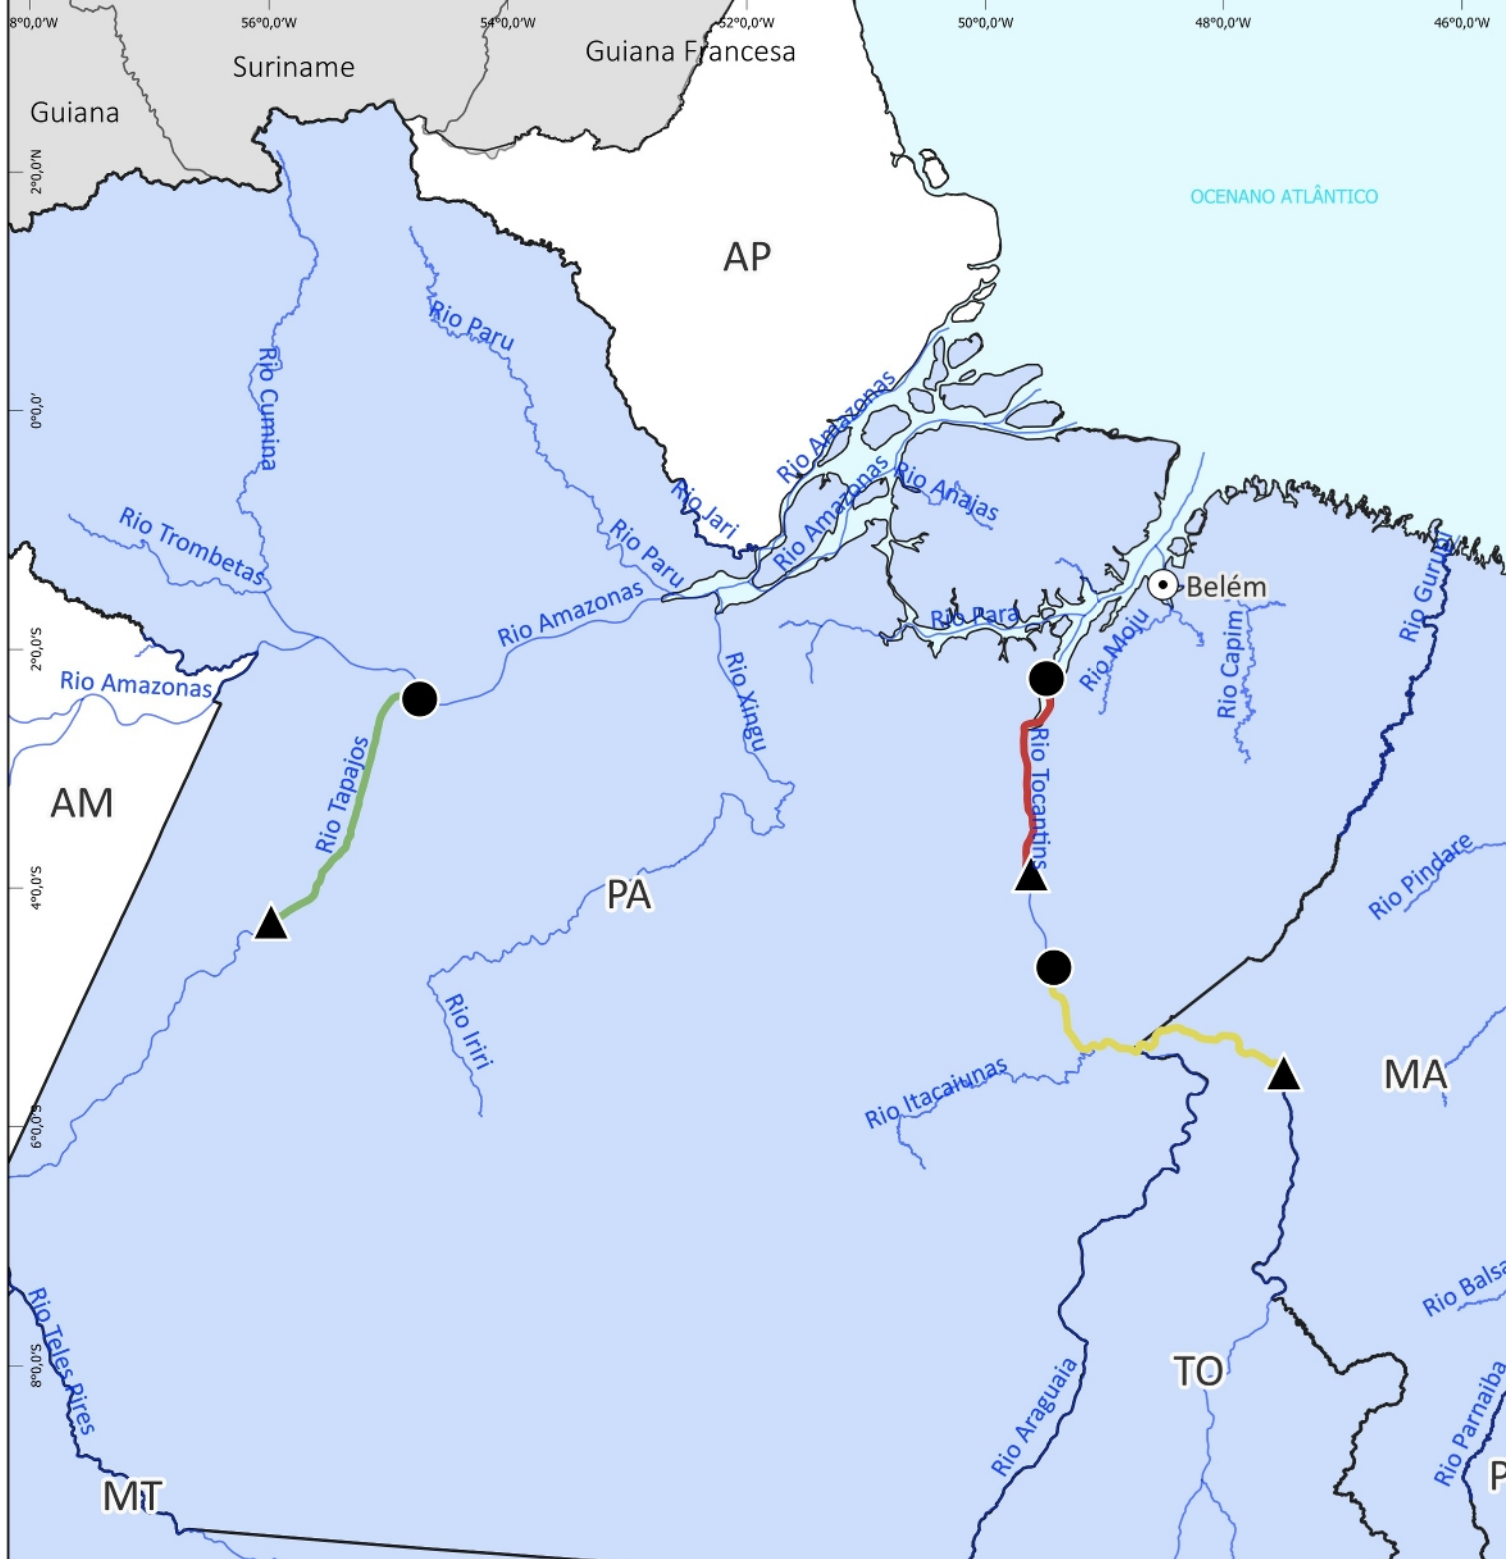 8°0,0'W
56°0,0'W
54°0,0'W
52°0,0'W
50°0,0'W
48°0,0'W
46°0,0'W
Guiana Francesa
Suriname
Guiana
2°0,0'N
OCENANO ATLÂNTICO
AP
Rio Paru
Rio Cumina
0°0,0'
Rio Amazonas
Rio Amazonas
Rio Anajas
Rio Jari
Rio Trombetas
Rio Paru
Rio Amazonas
Belém
Rio Gurupi
Rio Para
Rio Moju
Rio Capim
2°0,0'S
Rio Amazonas
Rio Xingu
Rio Tapajos
Rio Tocantins
AM
PA
4°0,0'S
Rio Pindare
Rio Iriri
Rio Itacaiunas
MA
6°0,0'S
Rio Balsa
Rio Teles Pires
8°0,0'S
TO
Rio Araguaia
Rio Parnaiba
MT
P